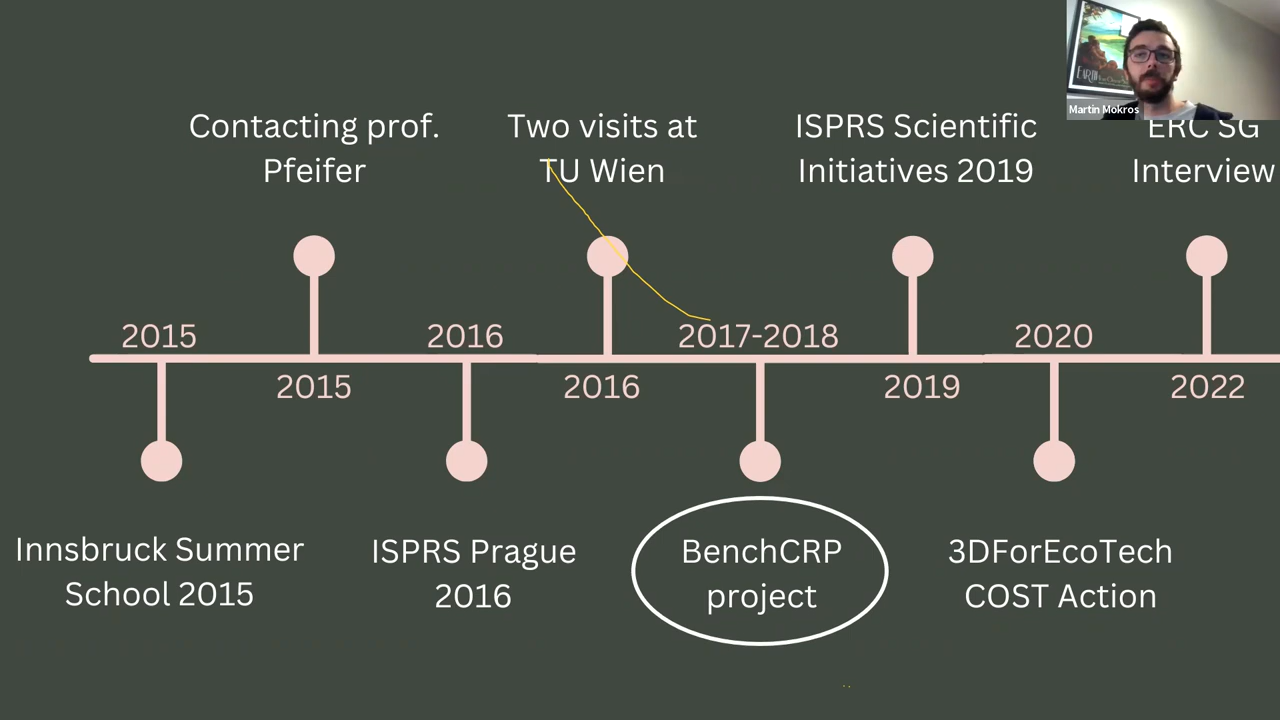 EARTH
Martin Mokros
Contacting prof.
Pfeifer
Two visits at
TU Wien
ISPRS Scientific
Initiatives 2019
ERC SG
Interview
2015
2016
2017-2018
2020
2015
2016
2019
2022
Innsbruck Summer
School 2015
ISPRS Prague
2016
BenchCRP
project
3DForEcoTech
COST Action